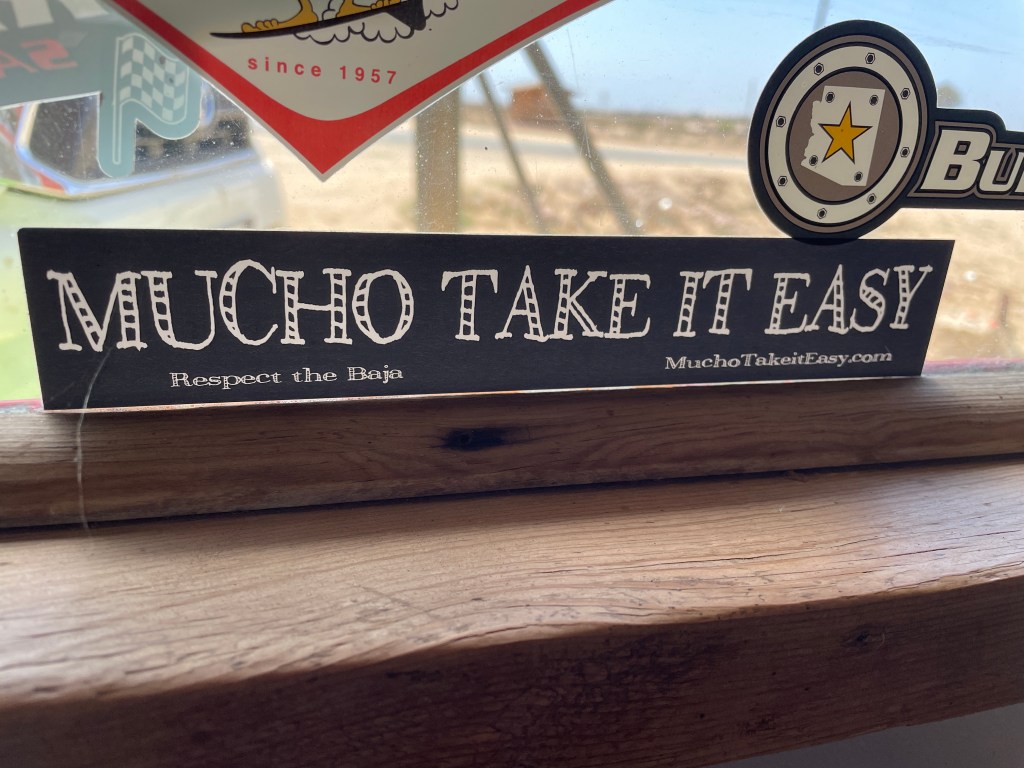 since 1957
MUCHO TAKE IT EASY
Respect the Baja
MuchoTakeitEasy.com